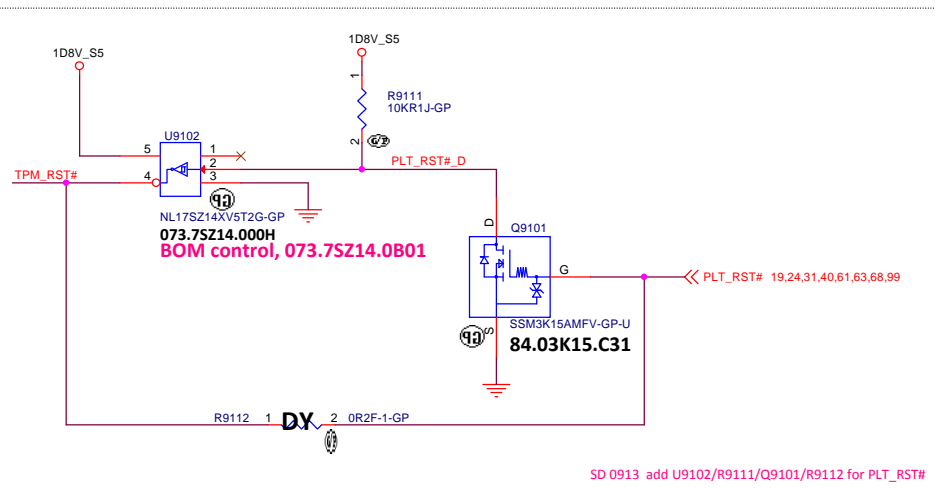 1D8V_S5
1D8V_S5
1
R9111
10KR1J-GP
2
G/P
U9102
5
1
2
PLT_RST#_D
TPM_RST#
4
3
GP
NL17SZ14XV5T2G-GP
073.7SZ14.000H
BOM control, 073.7SZ14.0B01
D
Q9101
G
PLT_RST# 19,24,31,40,61,63,68,99
S
GP
SSM3K15AMFV-GP-U
84.03K15.C31
R9112 1 DY 2 0R2F-1-GP
SD 0913 add U9102/R9111/Q9101/R9112 for PLT_RST#